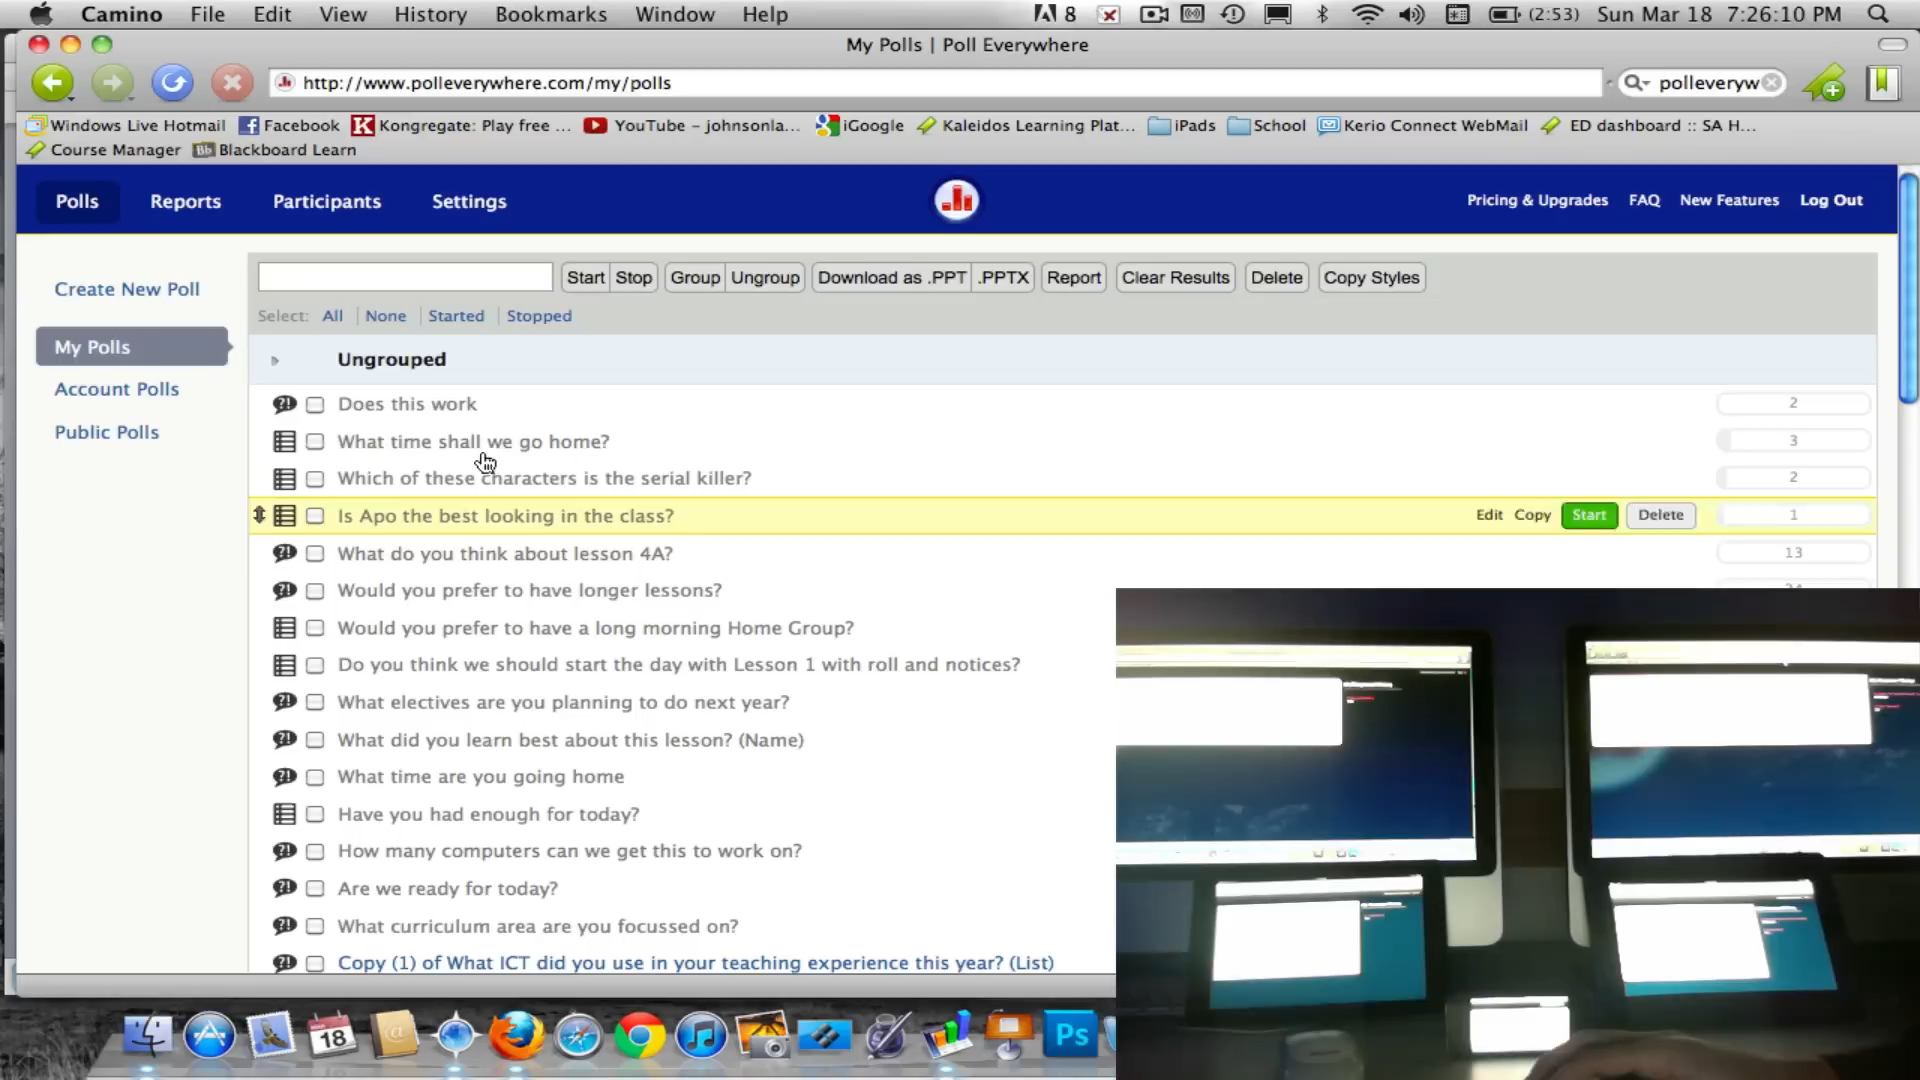 Camino File Edit View History Bookmarks Window Help 8 (2:53) Sun Mar 18 7:26:10 PM
My Polls | Poll Everywhere
http://www.polleverywhere.com/my/polls polleveryw
Windows Live Hotmail Facebook Kongregate: Play free ... YouTube – johnsonla... iGoogle Kaleidos Learning Plat... iPads School Kerio Connect WebMail ED dashboard :: SA H...
Course Manager Bb Blackboard Learn
Polls Reports Participants Settings Pricing & Upgrades FAQ New Features Log Out
Create New Poll
My Polls
Account Polls
Public Polls
Start Stop Group Ungroup Download as .PPT .PPTX Report Clear Results Delete Copy Styles
Select: All None Started Stopped
Ungrouped
Does this work 2
What time shall we go home? 3
Which of these characters is the serial killer? 2
Is Apo the best looking in the class? Edit Copy Start Delete 1
What do you think about lesson 4A? 13
Would you prefer to have longer lessons?
Would you prefer to have a long morning Home Group?
Do you think we should start the day with Lesson 1 with roll and notices?
What electives are you planning to do next year?
What did you learn best about this lesson? (Name)
What time are you going home
Have you had enough for today?
How many computers can we get this to work on?
Are we ready for today?
What curriculum area are you focussed on?
Copy (1) of What ICT did you use in your teaching experience this year? (List)
18 @ Ps